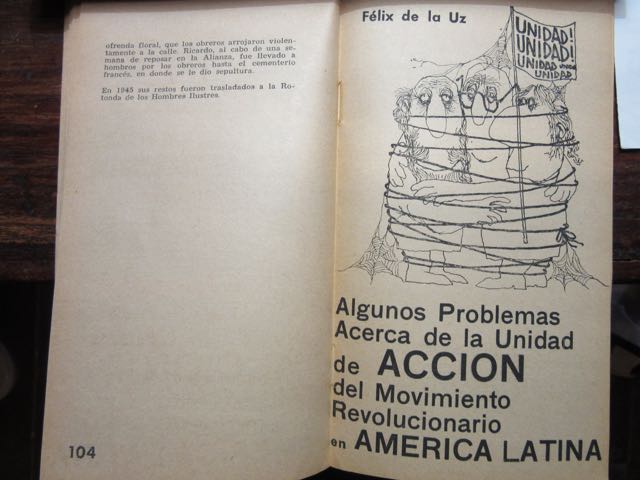 ofrenda floral, que los obreros arrojaron violen-
tamente a la calle. Ricardo, al cabo de una se-
mana de reposar en la Alianza, fue llevado a
hombros por los obreros hasta el cementerio
francés, en donde se le dio sepultura.
En 1945 sus restos fueron trasladados a la Ro-
tonda de los Hombres Ilustres.
104
Félix de la Uz
UNIDAD!
UNIDAD!
UNIDAD UNIDAD
UNIDAD
Algunos Problemas
Acerca de la Unidad
de ACCION
del Movimiento
Revolucionario
en AMERICA LATINA